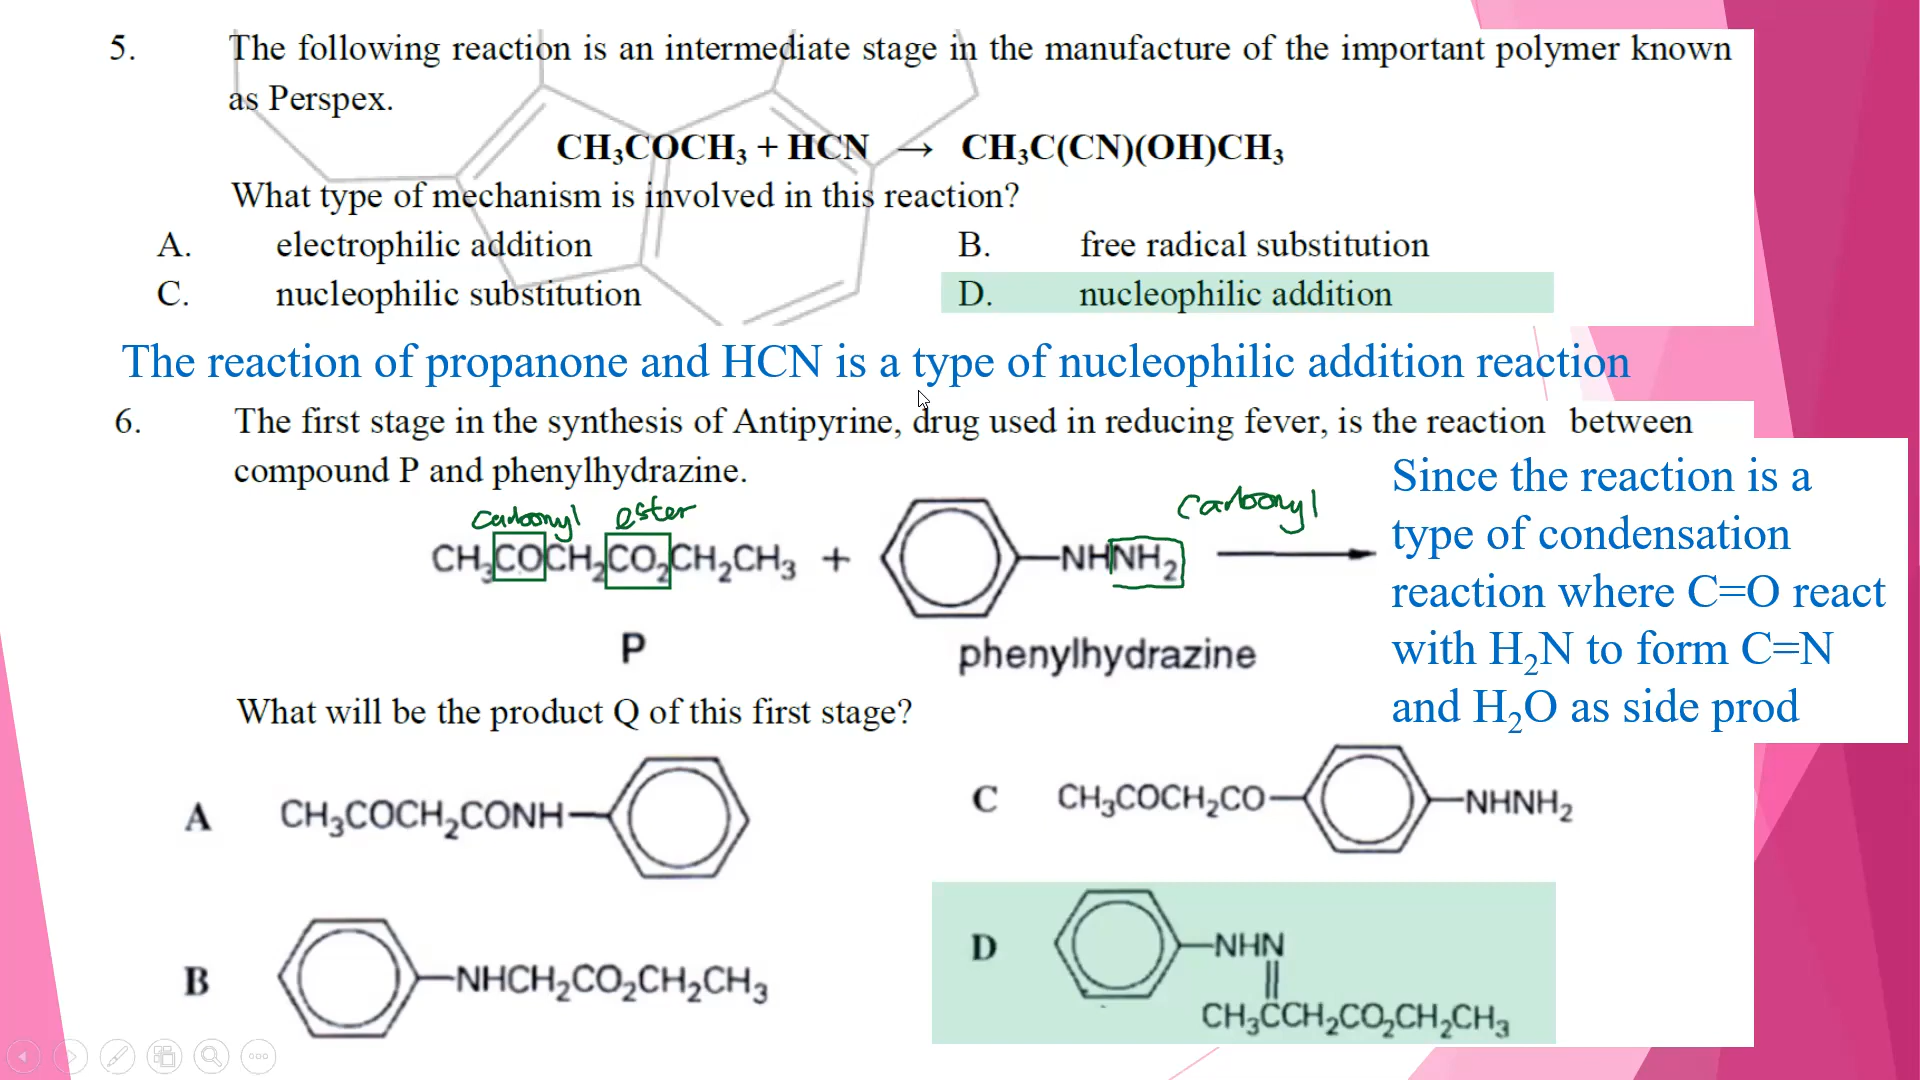 5. The following reaction is an intermediate stage in the manufacture of the important polymer known
as Perspex.
CH₃COCH₃ + HCN → CH₃C(CN)(OH)CH₃
What type of mechanism is involved in this reaction?
A. electrophilic addition B. free radical substitution
C. nucleophilic substitution D. nucleophilic addition
The reaction of propanone and HCN is a type of nucleophilic addition reaction
6. The first stage in the synthesis of Antipyrine, drug used in reducing fever, is the reaction between
compound P and phenylhydrazine.
carbonyl ester carbonyl
CH₃COCH₂CO₂CH₂CH₃ + —NHNH₂
P phenylhydrazine
Since the reaction is a
type of condensation
reaction where C=O react
with H₂N to form C=N
and H₂O as side prod
What will be the product Q of this first stage?
A CH₃COCH₂CONH—
C CH₃COCH₂CO— —NHNH₂
B —NHCH₂CO₂CH₂CH₃
D —NHN
||
CH₃CCH₂CO₂CH₂CH₃